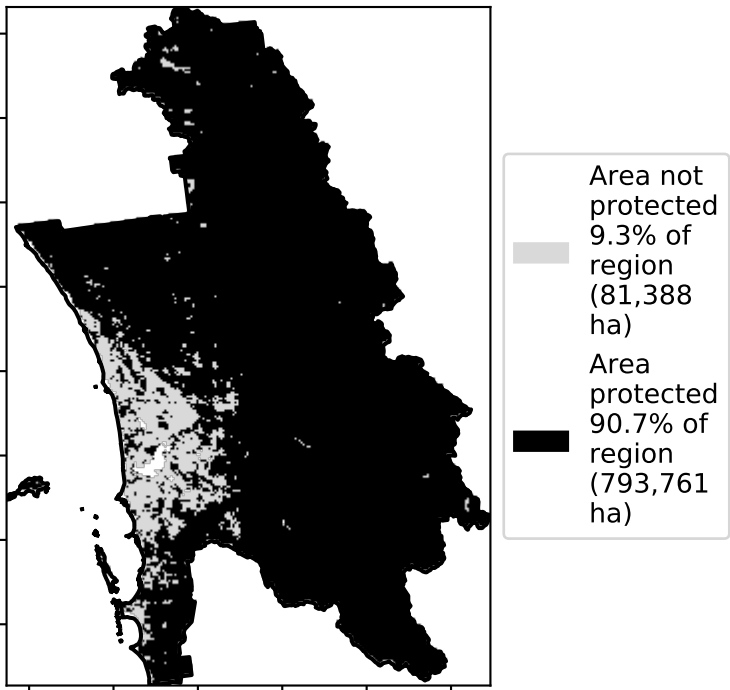 Area not
protected
9.3% of
region
(81,388
ha)
Area
protected
90.7% of
region
(793,761
ha)